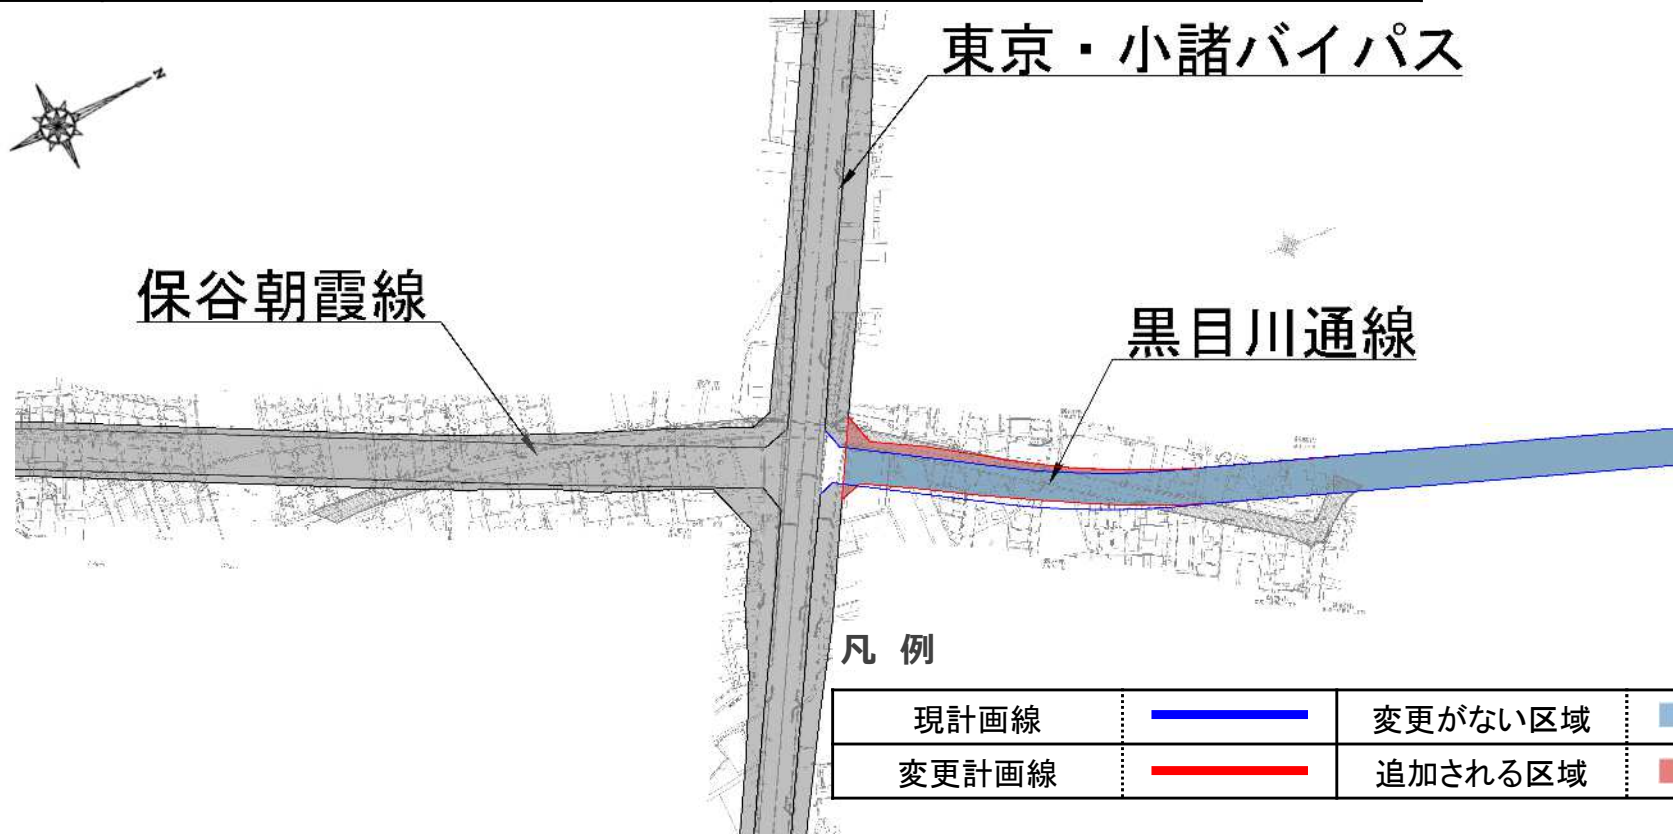 東京・小諸バイパス
N
保谷朝霞線
黒目川通線
凡 例
現計画線
変更がない区域
変更計画線
追加される区域